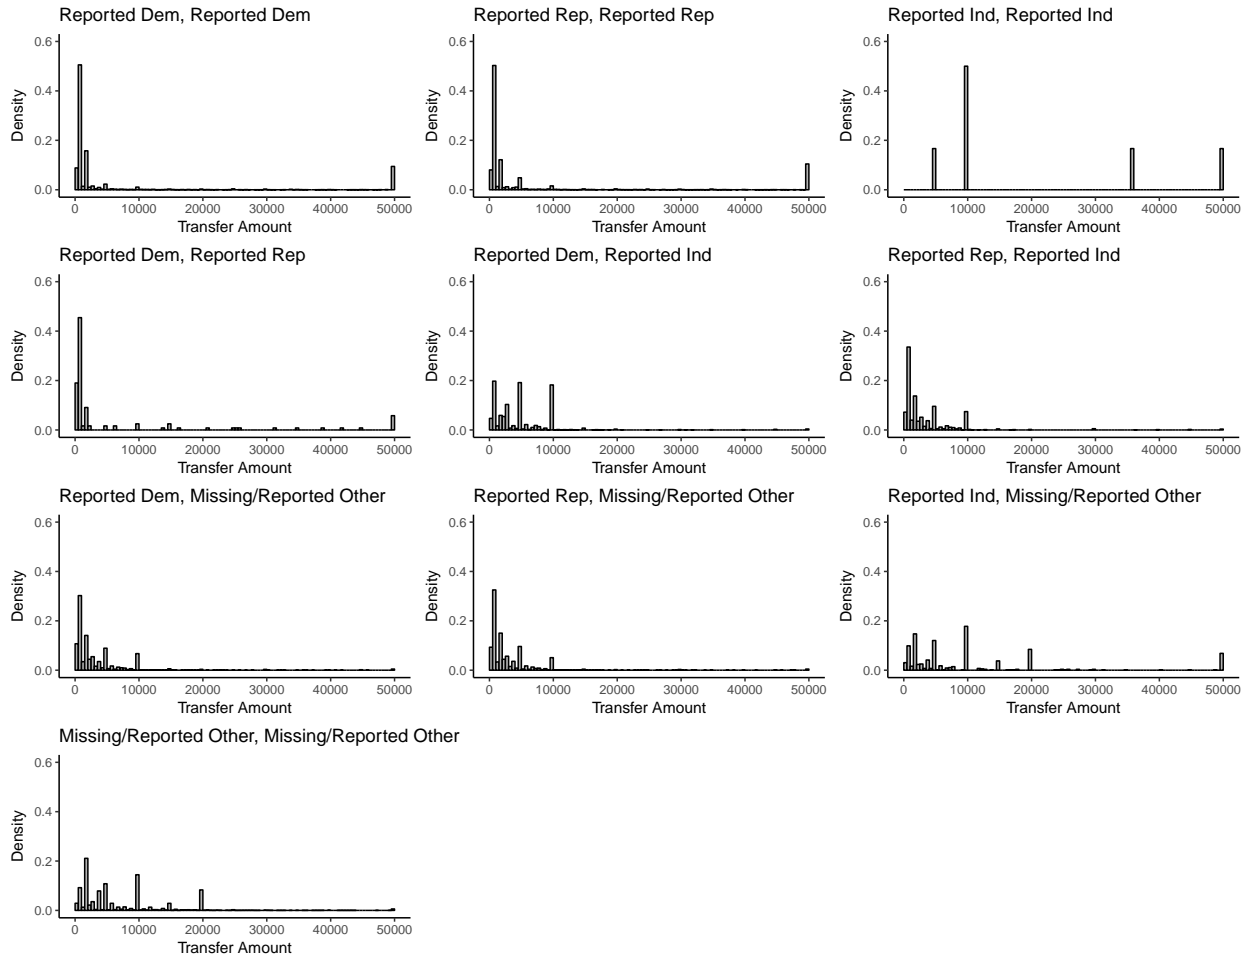 Reported Dem, Reported Dem
0.6
0.4
0.2
0.0
Density
0 10000 20000 30000 40000 50000
Transfer Amount
Reported Rep, Reported Rep
0.6
0.4
0.2
0.0
Density
0 10000 20000 30000 40000 50000
Transfer Amount
Reported Ind, Reported Ind
0.6
0.4
0.2
0.0
Density
0 10000 20000 30000 40000 50000
Transfer Amount
Reported Dem, Reported Rep
0.6
0.4
0.2
0.0
Density
0 10000 20000 30000 40000 50000
Transfer Amount
Reported Dem, Reported Ind
0.6
0.4
0.2
0.0
Density
0 10000 20000 30000 40000 50000
Transfer Amount
Reported Rep, Reported Ind
0.6
0.4
0.2
0.0
Density
0 10000 20000 30000 40000 50000
Transfer Amount
Reported Dem, Missing/Reported Other
0.6
0.4
0.2
0.0
Density
0 10000 20000 30000 40000 50000
Transfer Amount
Reported Rep, Missing/Reported Other
0.6
0.4
0.2
0.0
Density
0 10000 20000 30000 40000 50000
Transfer Amount
Reported Ind, Missing/Reported Other
0.6
0.4
0.2
0.0
Density
0 10000 20000 30000 40000 50000
Transfer Amount
Missing/Reported Other, Missing/Reported Other
0.6
0.4
0.2
0.0
Density
0 10000 20000 30000 40000 50000
Transfer Amount